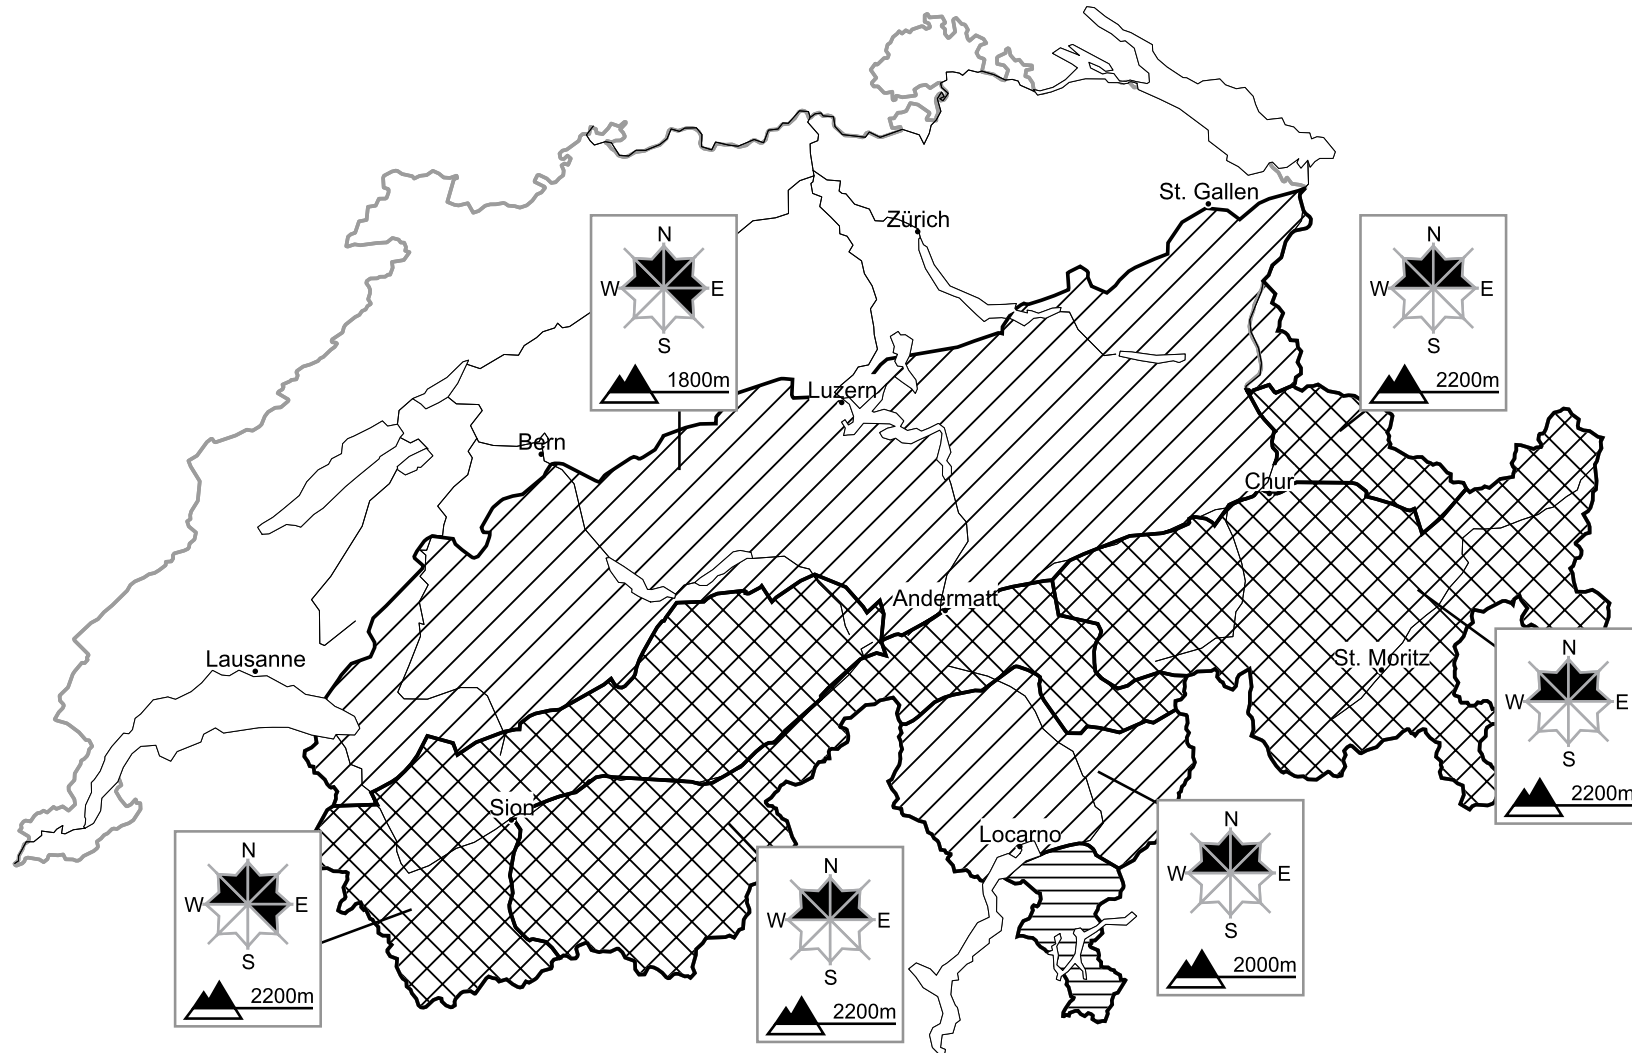 St. Gallen
Zürich
N
W E
S
1800m
N
W E
S
2200m
Luzern
Bern
Chur
Andermatt
Lausanne
St. Moritz
N
W E
S
2200m
Sion
Locarno
N
W E
S
2200m
N
W E
S
2200m
N
W E
S
2000m